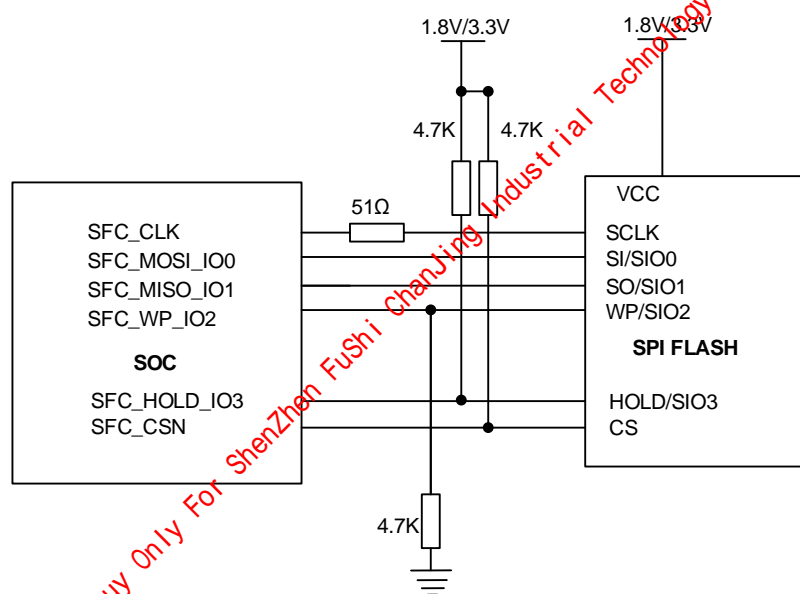 1.8V/3.3V
1.8V/3.3V
4.7K
4.7K
51Ω
VCC
SFC_CLK
SCLK
SFC_MOSI_IO0
SI/SIO0
SFC_MISO_IO1
SO/SIO1
SFC_WP_IO2
WP/SIO2
SOC
SPI FLASH
SFC_HOLD_IO3
HOLD/SIO3
SFC_CSN
CS
4.7K
Only For ShenZhen FuShi ChanJing Industrial Technology